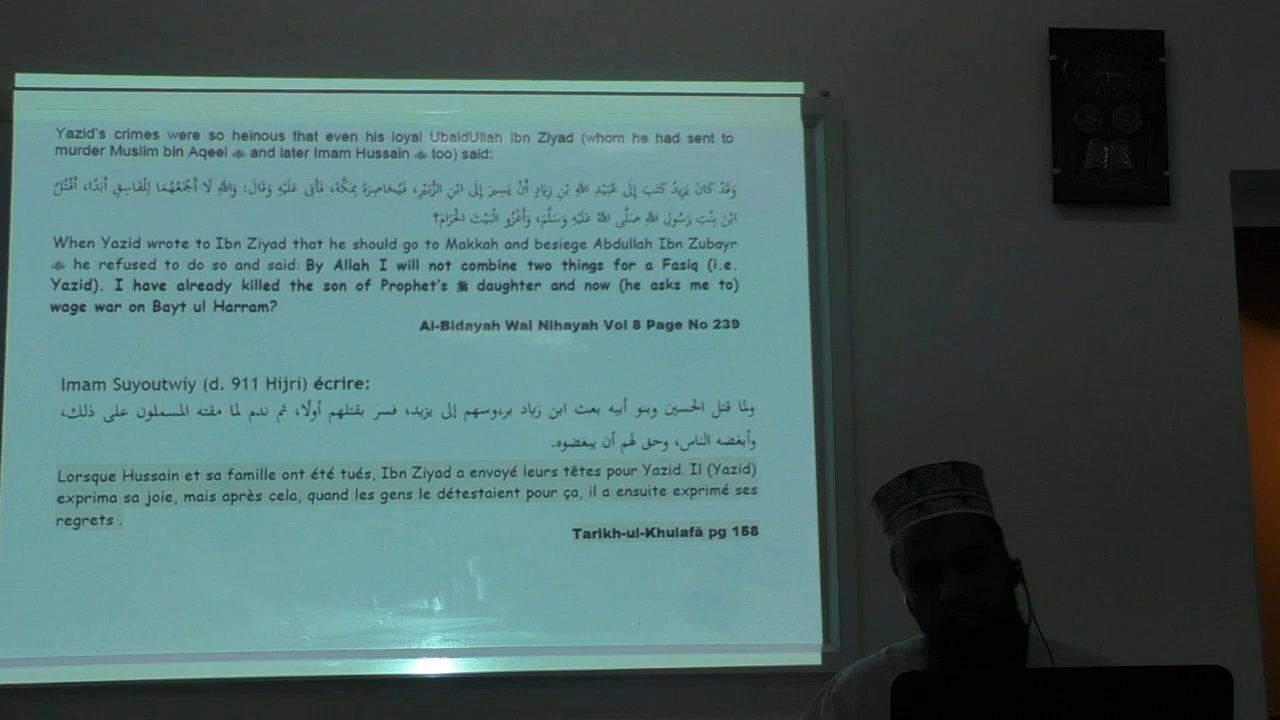 Yazid's crimes were so heinous that even his loyal UbaidUllah Ibn Ziyad (whom he had sent to
murder Muslim bin Aqeel and later Imam Hussain too) said:
وَقَدْ كَانَ يَزِيدُ كَتَبَ إِلَى عُبَيْدِ اللَّهِ بْنِ زِيَادٍ أَنْ يَسِيرَ إِلَى ابْنِ الزُّبَيْرِ، فَيُحَاصِرَهُ بِمَكَّةَ، فَأَبَى عَلَيْهِ وَقَالَ: وَاللَّهِ لَا أَجْمَعُهُمَا لِلْفَاسِقِ أَبَدًا، أَقْتُلُ
ابْنَ بِنْتِ رَسُولِ اللَّهِ صَلَّى اللَّهُ عَلَيْهِ وَسَلَّمَ، وَأَغْزُو الْبَيْتَ الْحَرَامَ؟
When Yazid wrote to Ibn Ziyad that he should go to Makkah and besiege Abdullah Ibn Zubayr
he refused to do so and said: By Allah I will not combine two things for a Fasiq (i.e.
Yazid). I have already killed the son of Prophet's ﷺ daughter and now (he asks me to)
wage war on Bayt ul Harram?
Al-Bidayah Wal Nihayah Vol 8 Page No 239
Imam Suyoutwiy (d. 911 Hijri) écrire:
ولما قتل الحسين وبنو أبيه بعث ابن زياد برءوسهم إلى يزيد، فسر بقتلهم أولًا، ثم ندم لما مقته المسملون على ذلك،
وأبغضه الناس، وحق لهم أن يبغضوه.
Lorsque Hussain et sa famille ont été tués, Ibn Ziyad a envoyé leurs têtes pour Yazid. Il (Yazid)
exprima sa joie, mais après cela, quand les gens le détestaient pour ça, il a ensuite exprimé ses
regrets .
Tarikh-ul-Khulafâ pg 158